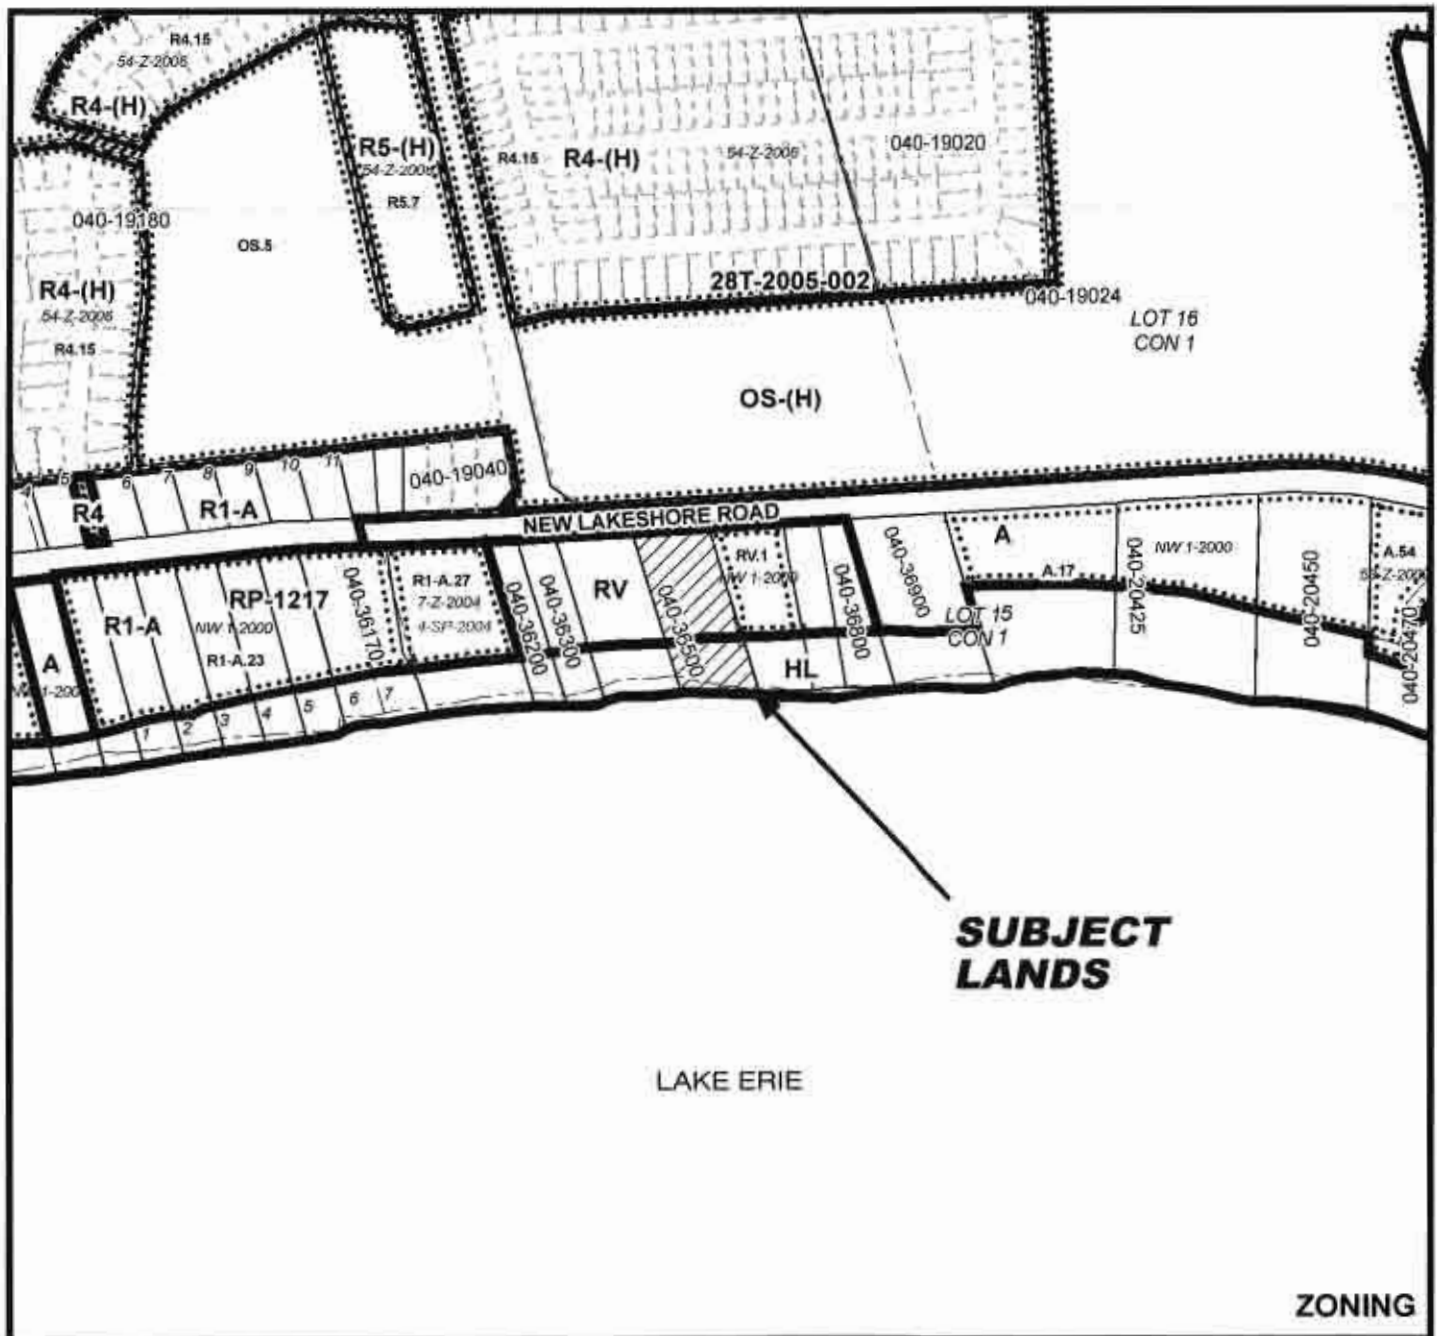 R4.15
54-Z-2006
R4-(H)
R5-(H)
54-Z-2006
R5.7
R4.15
R4-(H)
54-Z-2006
040-19020
040-19180
OS.5
R4-(H)
54-Z-2006
R4.15
28T-2005-002
040-19024
LOT 16
CON 1
OS-(H)
4
5
6
7
8
9
10
11
040-19040
R4
R1-A
NEW LAKESHORE ROAD
A
R1-A
RP-1217
NW 1-2000
R1-A.23
040-36170
R1-A.27
7-Z-2004
4-SP-2004
040-36200
040-36300
RV
040-36500
RV.1
NW 1-2000
040-36800
040-36900
A
A.17
LOT 15
CON 1
040-20425
NW 1-2000
040-20450
A.54
040-20470
HL
1
2
3
4
5
6
7
SUBJECT
LANDS
LAKE ERIE
ZONING